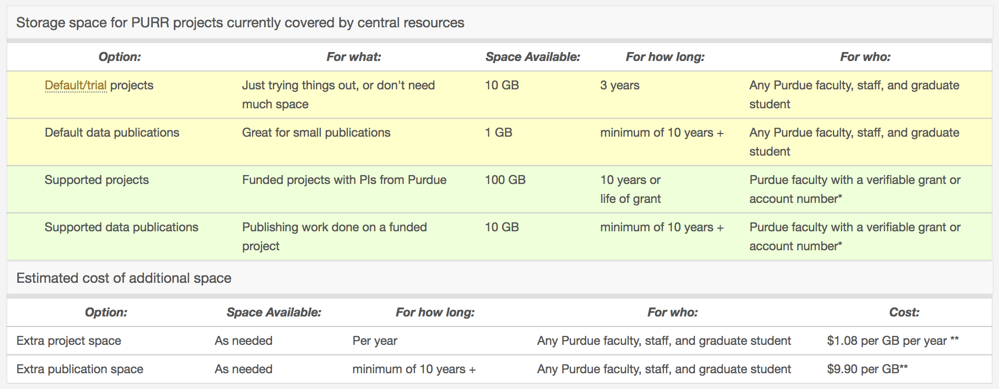 Storage space for PURR projects currently covered by central resources
Option: For what: Space Available: For how long: For who:
Default/trial projects Just trying things out, or don't need 10 GB 3 years Any Purdue faculty, staff, and graduate
much space student
Default data publications Great for small publications 1 GB minimum of 10 years + Any Purdue faculty, staff, and graduate
student
Supported projects Funded projects with PIs from Purdue 100 GB 10 years or Purdue faculty with a verifiable grant or
life of grant account number*
Supported data publications Publishing work done on a funded 10 GB minimum of 10 years + Purdue faculty with a verifiable grant or
project account number*
Estimated cost of additional space
Option: Space Available: For how long: For who: Cost:
Extra project space As needed Per year Any Purdue faculty, staff, and graduate student $1.08 per GB per year **
Extra publication space As needed minimum of 10 years + Any Purdue faculty, staff, and graduate student $9.90 per GB**